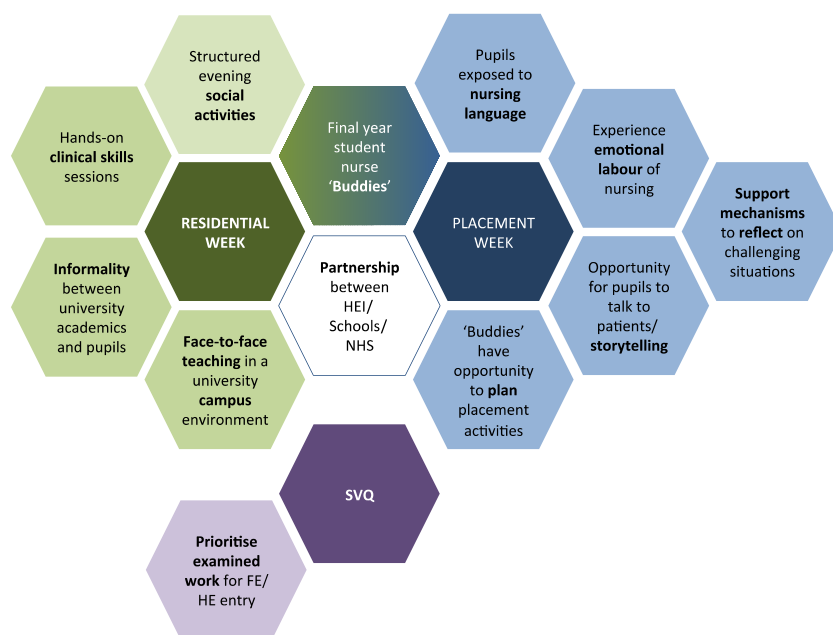 Structured
evening
social
activities
Pupils
exposed to
nursing
language
Hands-on
clinical skills
sessions
Final year
student
nurse
‘Buddies’
Experience
emotional
labour of
nursing
RESIDENTIAL
WEEK
PLACEMENT
WEEK
Support
mechanisms
to reflect on
challenging
situations
Informality
between
university
academics
and pupils
Partnership
between
HEI/
Schools/
NHS
Opportunity
for pupils to
talk to
patients/
storytelling
Face-to-face
teaching in a
university
campus
environment
‘Buddies’
have
opportunity
to plan
placement
activities
SVQ
Prioritise
examined
work for FE/
HE entry